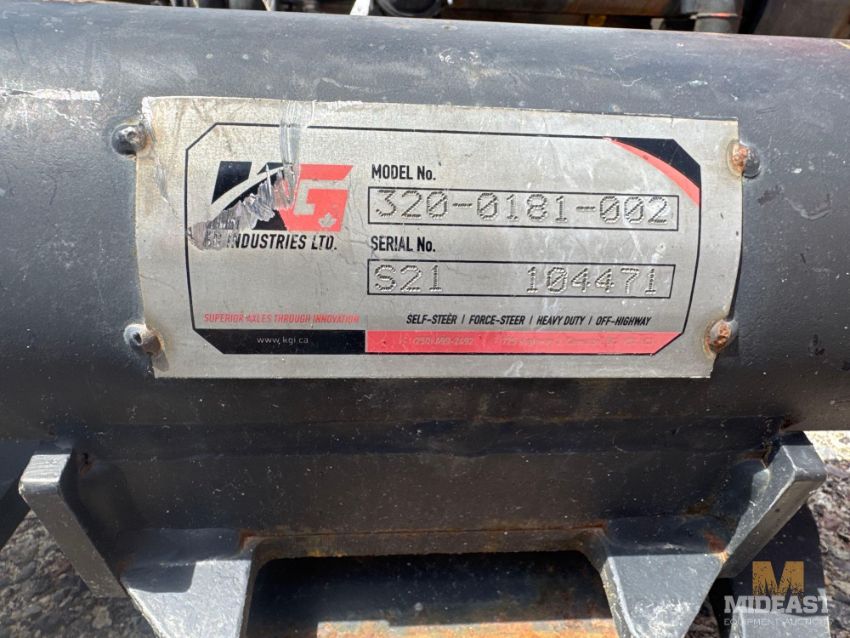 KG
INDUSTRIES LTD.
MODEL No.
320-0181-002
SERIAL No.
S21 104471
SUPERIOR AXLES THROUGH INNOVATION
SELF-STEER | FORCE-STEER | HEAVY DUTY | OFF-HIGHWAY
www.kgi.ca
M
MIDEAST
EQUIPMENT AUCTIONS